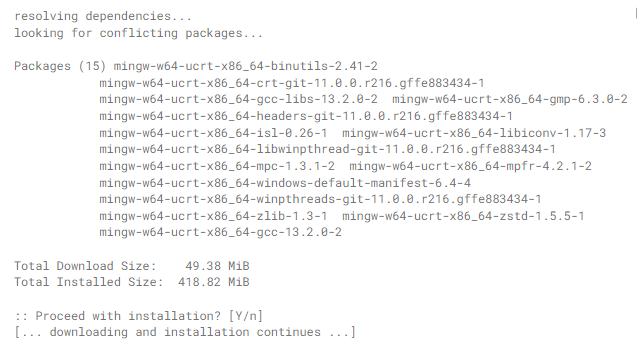 resolving dependencies...
looking for conflicting packages...
Packages (15) mingw-w64-ucrt-x86_64-binutils-2.41-2
mingw-w64-ucrt-x86_64-crt-git-11.0.0.r216.gffe883434-1
mingw-w64-ucrt-x86_64-gcc-libs-13.2.0-2  mingw-w64-ucrt-x86_64-gmp-6.3.0-2
mingw-w64-ucrt-x86_64-headers-git-11.0.0.r216.gffe883434-1
mingw-w64-ucrt-x86_64-isl-0.26-1  mingw-w64-ucrt-x86_64-libiconv-1.17-3
mingw-w64-ucrt-x86_64-libwinpthread-git-11.0.0.r216.gffe883434-1
mingw-w64-ucrt-x86_64-mpc-1.3.1-2  mingw-w64-ucrt-x86_64-mpfr-4.2.1-2
mingw-w64-ucrt-x86_64-windows-default-manifest-6.4-4
mingw-w64-ucrt-x86_64-winpthreads-git-11.0.0.r216.gffe883434-1
mingw-w64-ucrt-x86_64-zlib-1.3-1  mingw-w64-ucrt-x86_64-zstd-1.5.5-1
mingw-w64-ucrt-x86_64-gcc-13.2.0-2
Total Download Size:    49.38 MiB
Total Installed Size:  418.82 MiB
:: Proceed with installation? [Y/n]
[... downloading and installation continues ...]